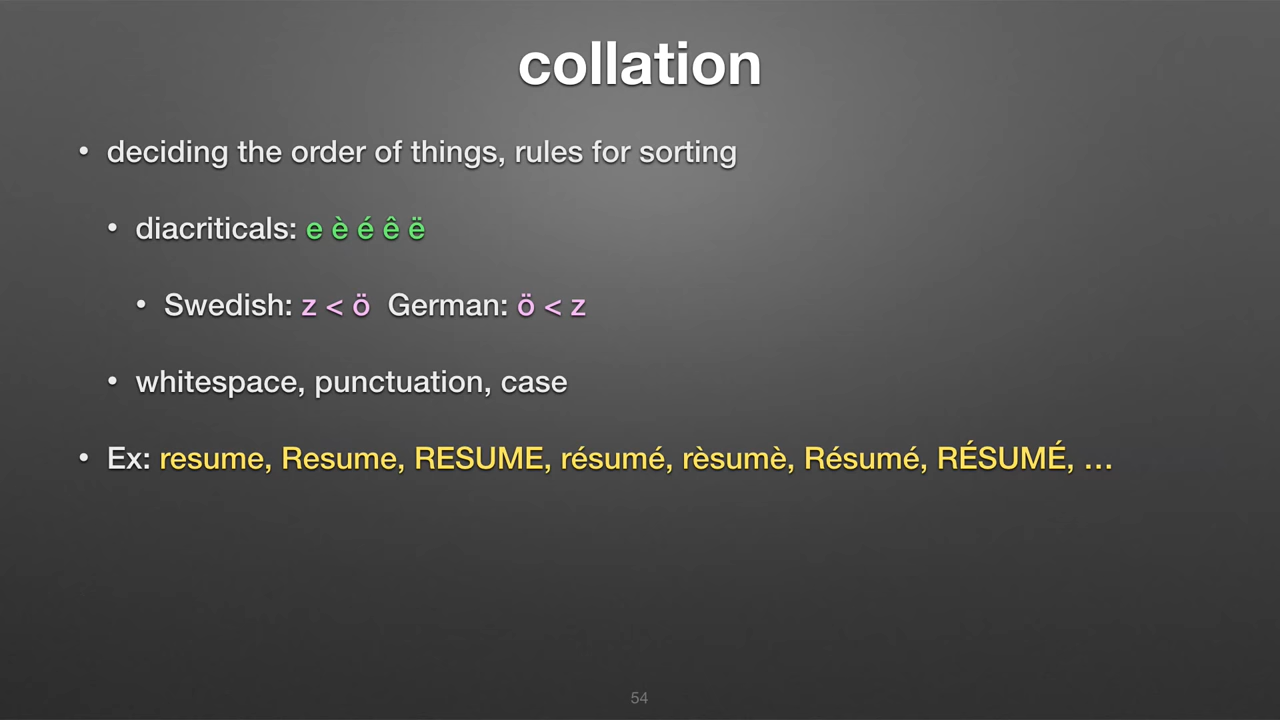 collation
• deciding the order of things, rules for sorting
• diacriticals: e è é ê ë
• Swedish: z < ö  German: ö < z
• whitespace, punctuation, case
• Ex: resume, Resume, RESUME, résumé, rèsumè, Résumé, RÉSUMÉ, …
54